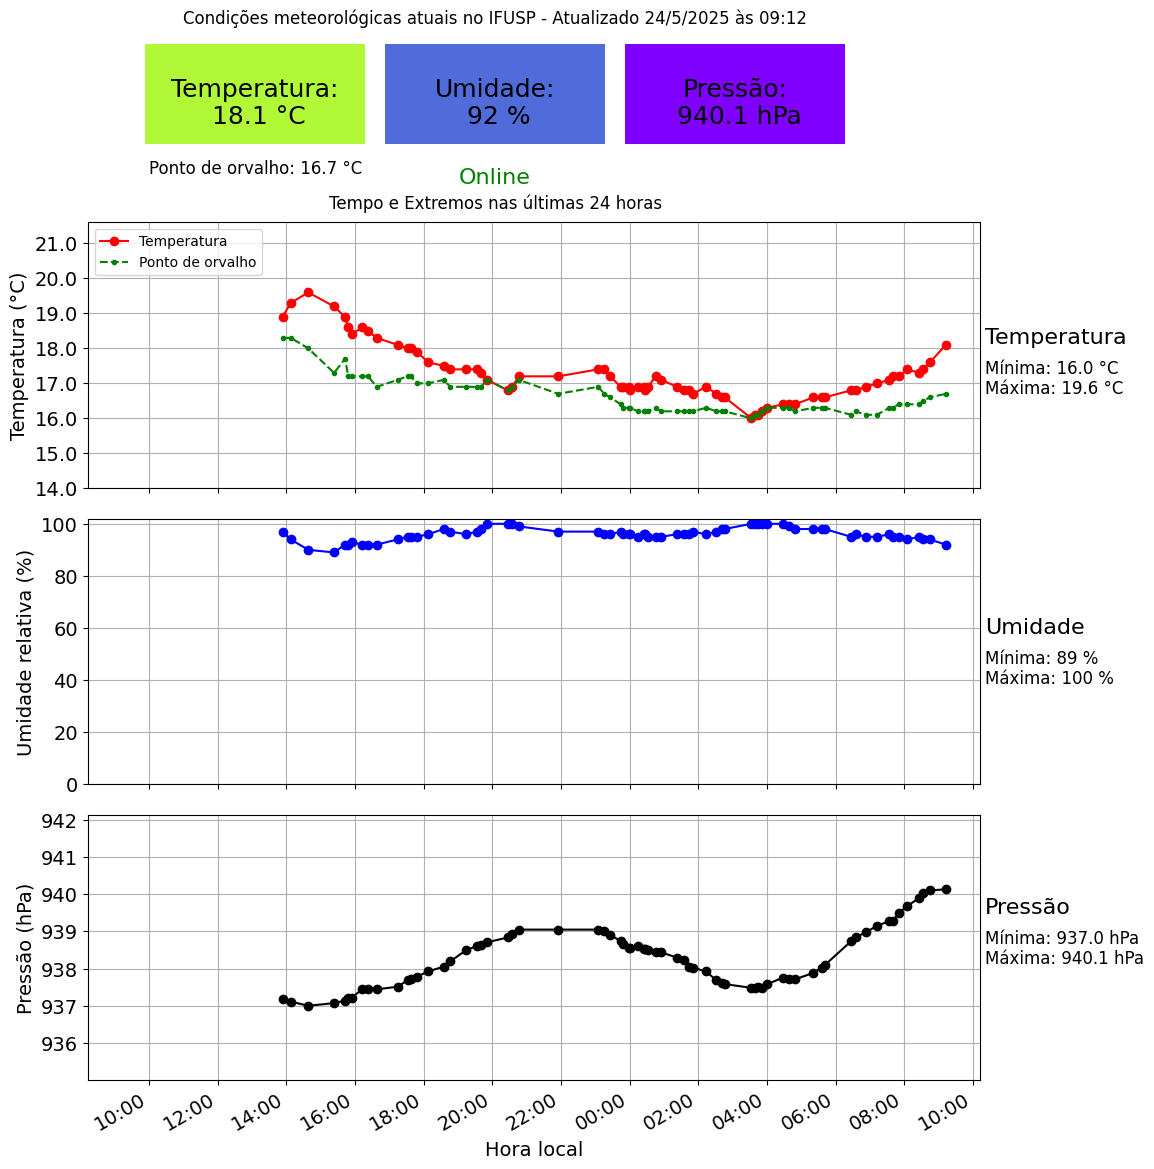 Condições meteorológicas atuais no IFUSP - Atualizado 24/5/2025 às 09:12
Temperatura:
18.1 °C
Umidade:
92 %
Pressão:
940.1 hPa
Ponto de orvalho: 16.7 °C
Online
Tempo e Extremos nas últimas 24 horas
Temperatura (°C)
21.0
20.0
19.0
18.0
17.0
16.0
15.0
14.0
Temperatura
Ponto de orvalho
Temperatura
Mínima: 16.0 °C
Máxima: 19.6 °C
Umidade relativa (%)
100
80
60
40
20
0
Umidade
Mínima: 89 %
Máxima: 100 %
Pressão (hPa)
942
941
940
939
938
937
936
Pressão
Mínima: 937.0 hPa
Máxima: 940.1 hPa
10:00
12:00
14:00
16:00
18:00
20:00
22:00
00:00
02:00
04:00
06:00
08:00
10:00
Hora local